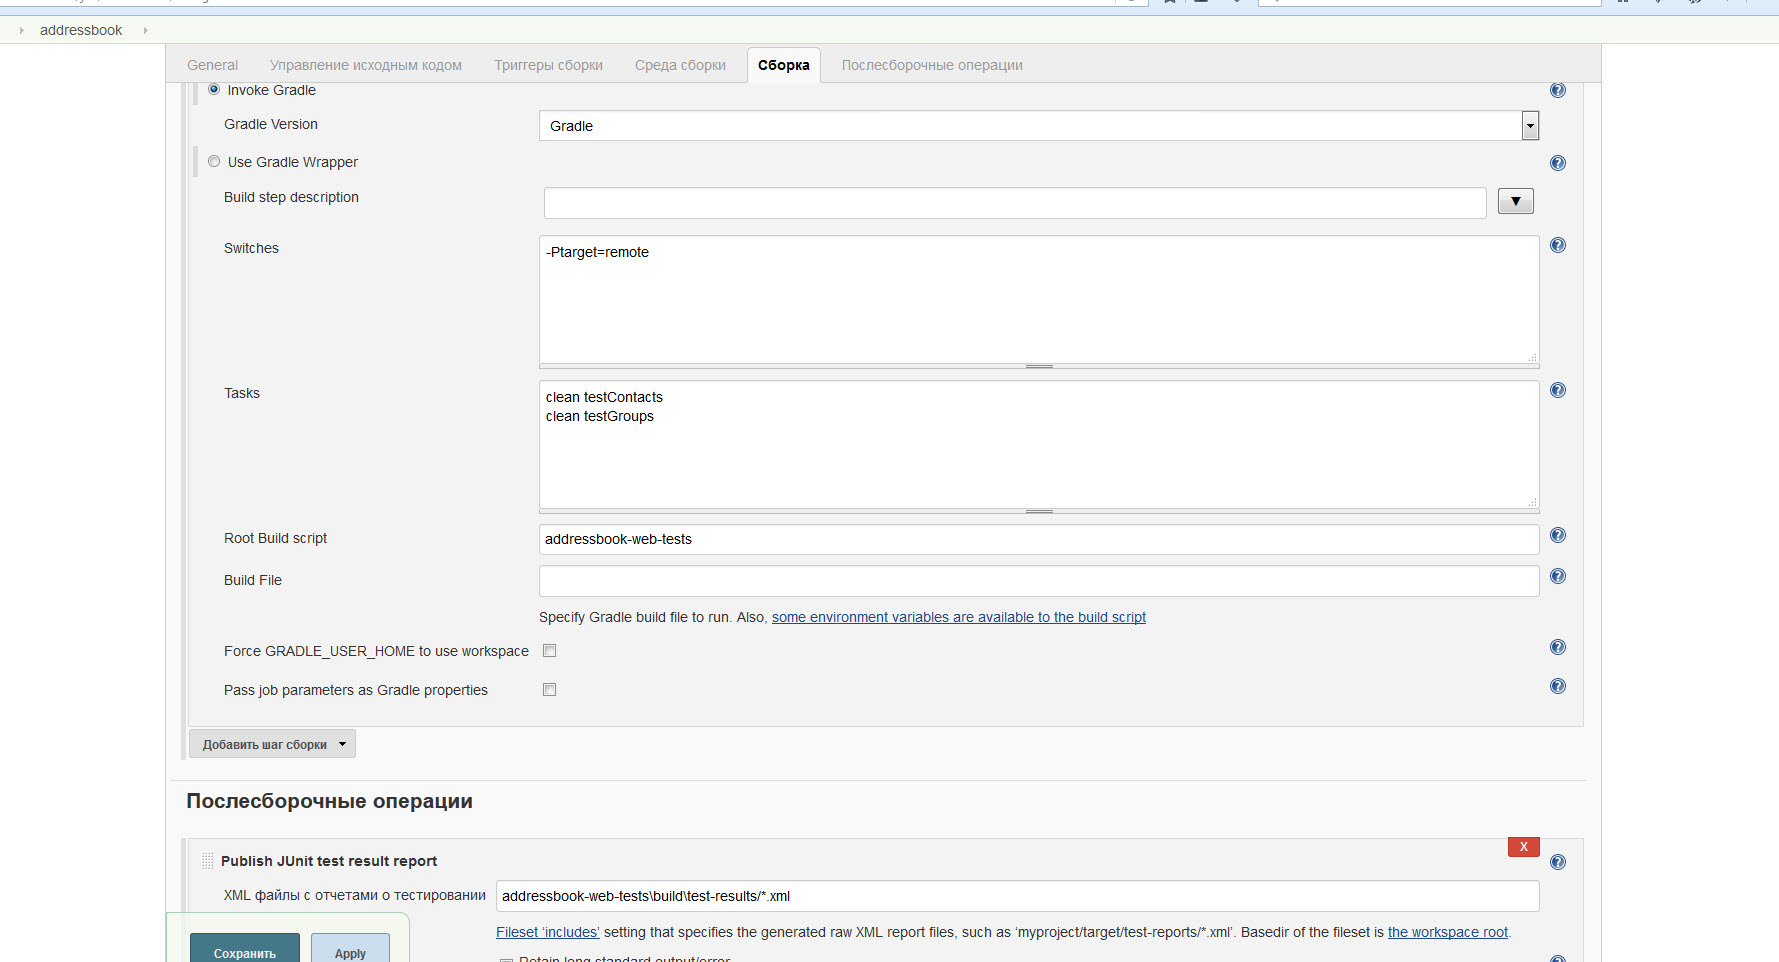 addressbook
General Управление исходным кодом Триггеры сборки Среда сборки Сборка Послесборочные операции
Invoke Gradle
Gradle Version Gradle
Use Gradle Wrapper
Build step description
Switches -Ptarget=remote
Tasks clean testContacts
clean testGroups
Root Build script addressbook-web-tests
Build File
Specify Gradle build file to run. Also, some environment variables are available to the build script
Force GRADLE_USER_HOME to use workspace
Pass job parameters as Gradle properties
Добавить шаг сборки
Послесборочные операции
X
Publish JUnit test result report
XML файлы с отчетами о тестировании addressbook-web-tests\build\test-results/*.xml
Fileset ‘includes’ setting that specifies the generated raw XML report files, such as ‘myproject/target/test-reports/*.xml’. Basedir of the fileset is the workspace root.
Сохранить Apply
Retain long standard output/error